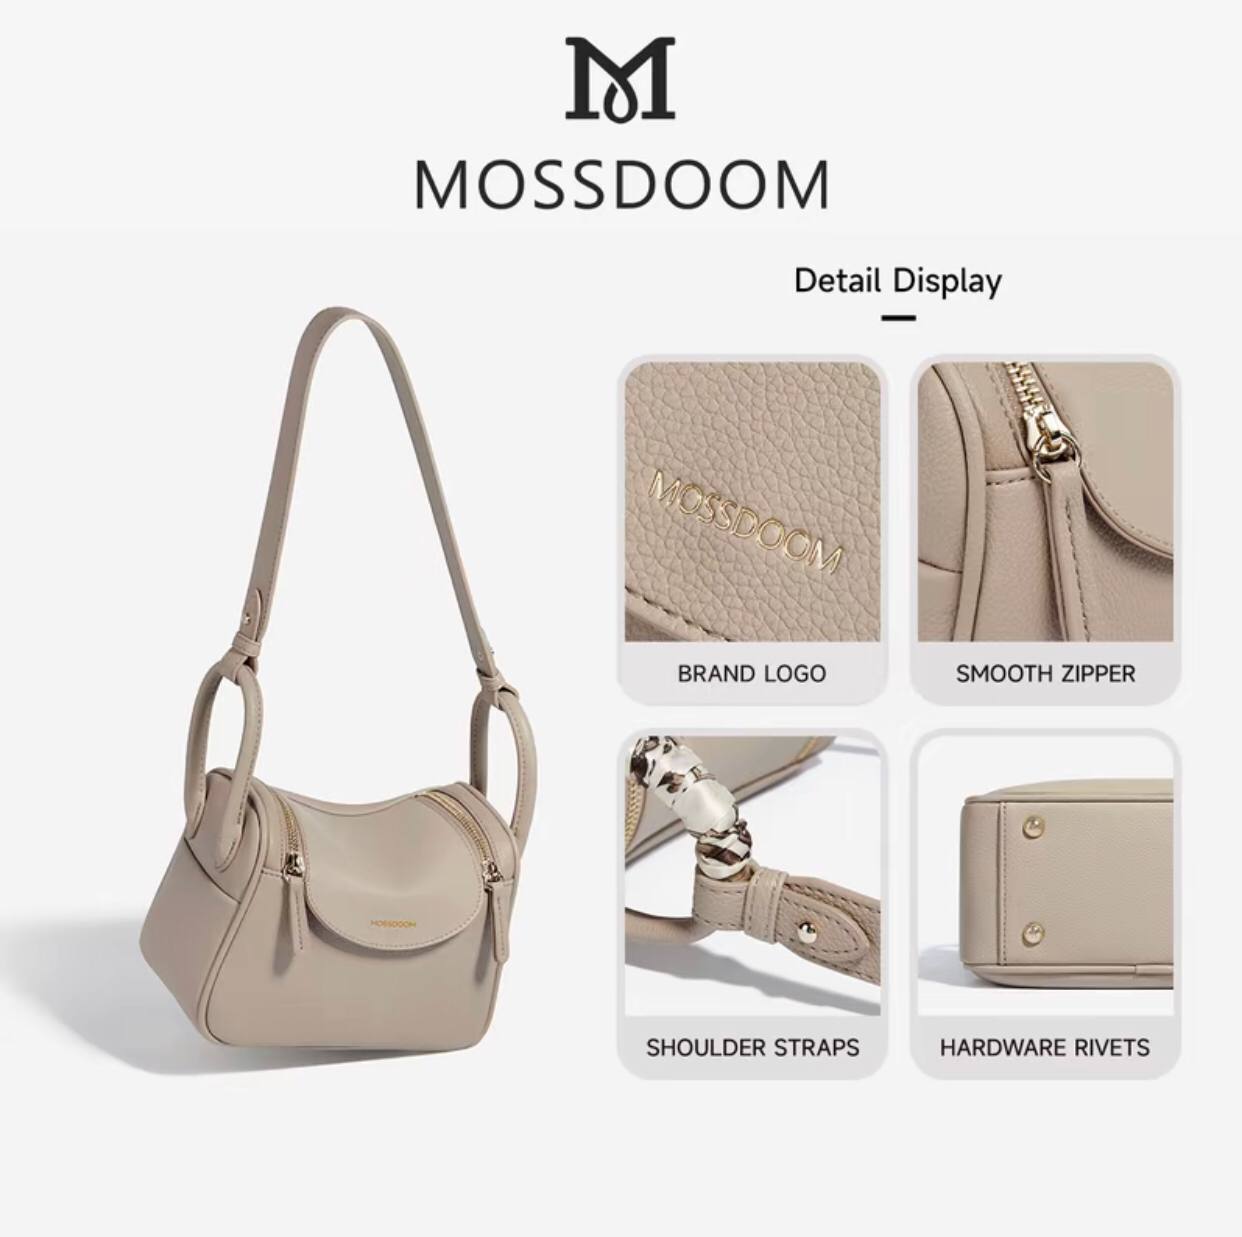 M
MOSSDOOM
Detail Display
MOSSDOOM
BRAND LOGO
SMOOTH ZIPPER
MOSSDOOM
SHOULDER STRAPS
HARDWARE RIVETS